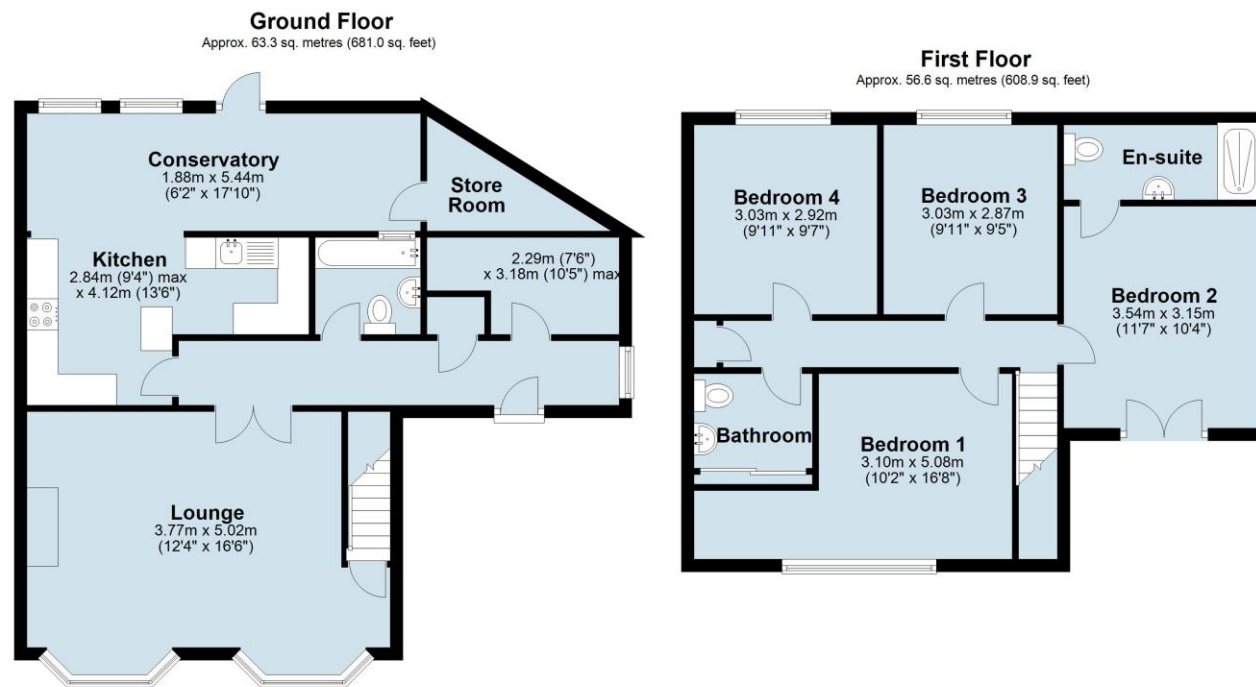 Ground Floor
Approx. 63.3 sq. metres (681.0 sq. feet)
Conservatory
1.88m x 5.44m
(6'2" x 17'10")
Store
Room
Kitchen
2.84m (9'4") max
x 4.12m (13'6")
2.29m (7'6")
x 3.18m (10'5") max
Lounge
3.77m x 5.02m
(12'4" x 16'6")
First Floor
Approx. 56.6 sq. metres (608.9 sq. feet)
Bedroom 4
3.03m x 2.92m
(9'11" x 9'7")
Bedroom 3
3.03m x 2.87m
(9'11" x 9'5")
En-suite
Bedroom 2
3.54m x 3.15m
(11'7" x 10'4")
Bathroom
Bedroom 1
3.10m x 5.08m
(10'2" x 16'8")